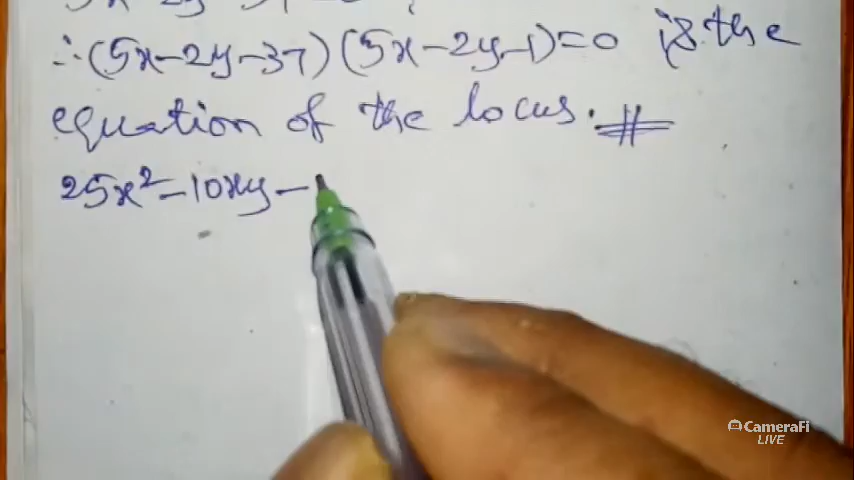 ∴(5x-2y-37)(5x-2y-1)=0 is the
equation of the locus.
25x²-10xy-
CameraFi
LIVE